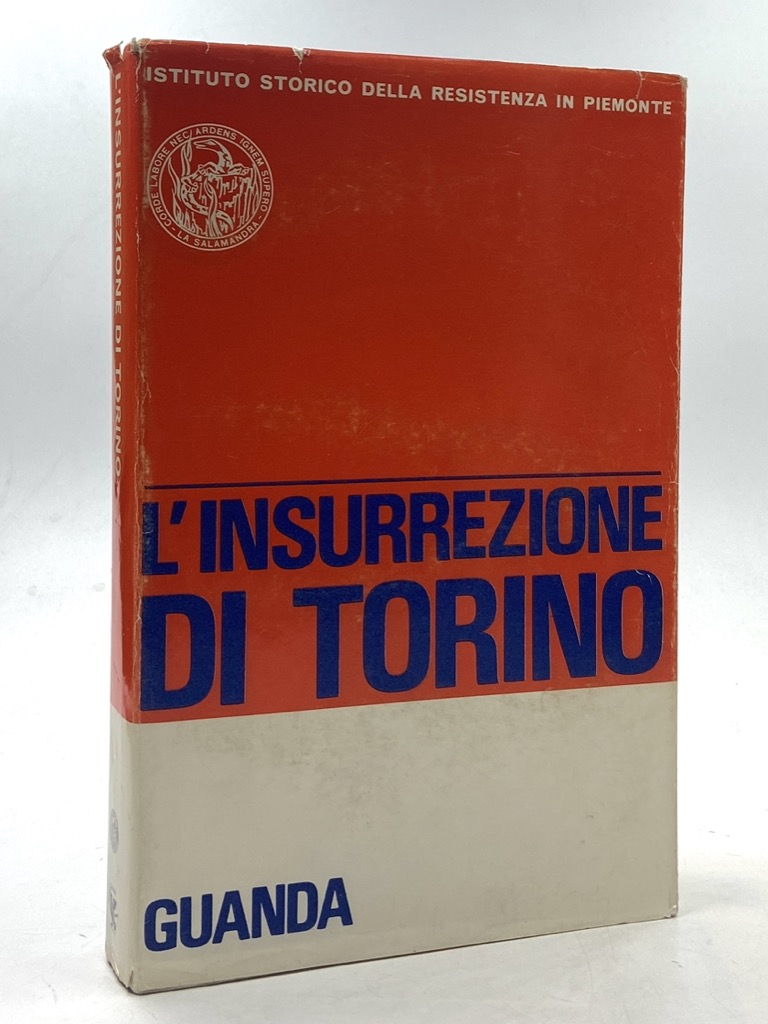 ISTITUTO STORICO DELLA RESISTENZA IN PIEMONTE
CORDE LABORE NEC ARDENS IGNEM SUPERO - LA SALAMANDRA -
L'INSURREZIONE
DI TORINO
GUANDA
L'INSURREZIONE DI TORINO